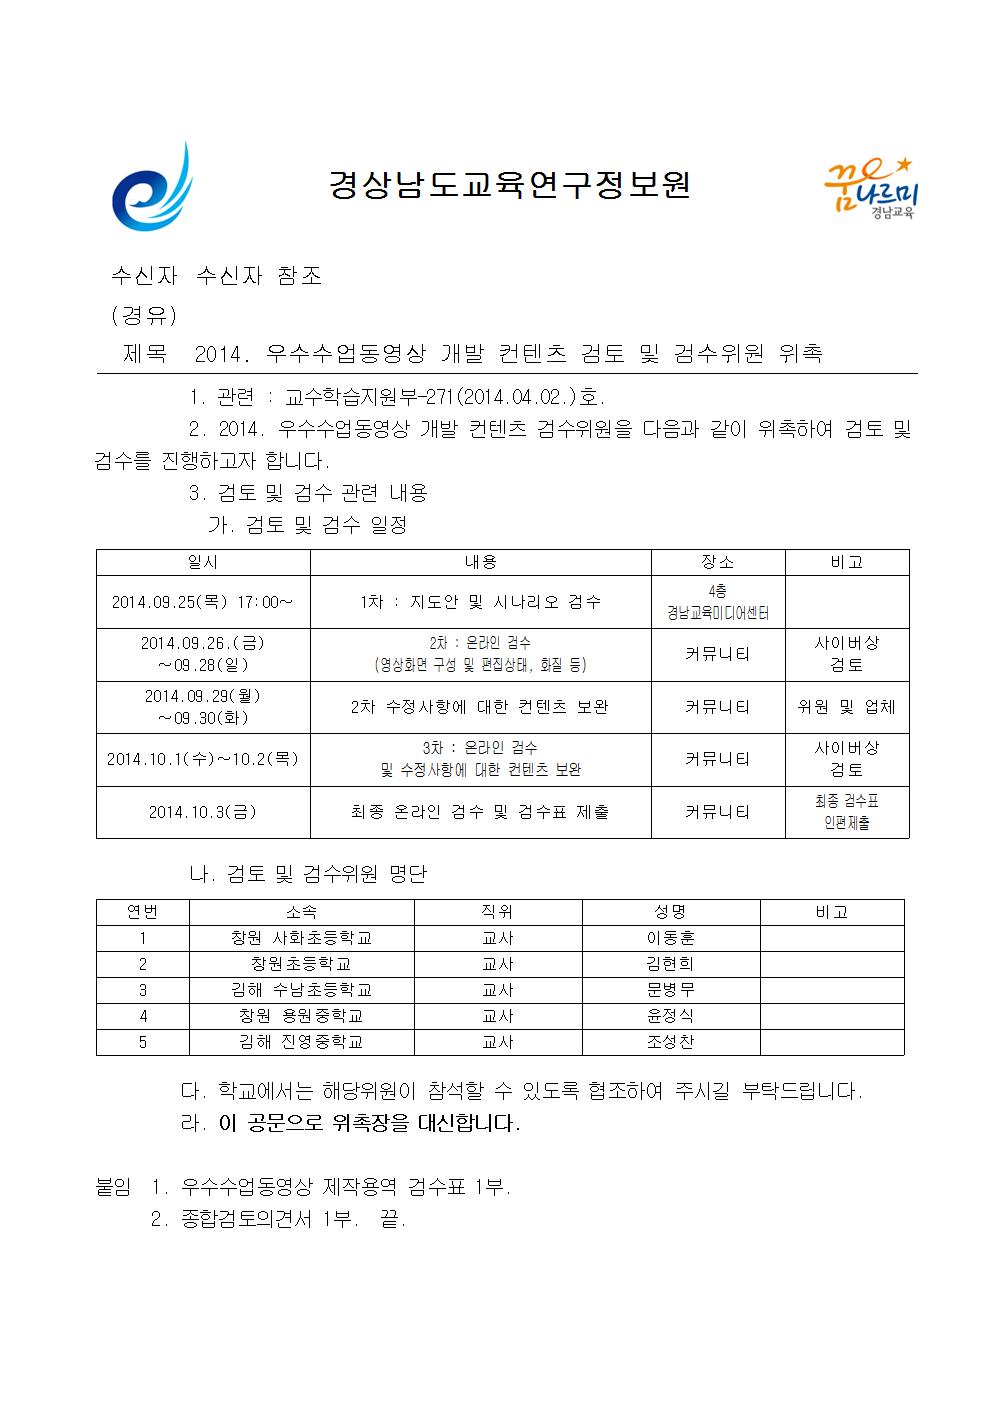 경상남도교육연구정보원
꿈
나르미
경남교육
수신자 수신자 참조
(경유)
제목 2014. 우수수업동영상 개발 컨텐츠 검토 및 검수위원 위촉
1. 관련 : 교수학습지원부-271(2014.04.02.)호.
2. 2014. 우수수업동영상 개발 컨텐츠 검수위원을 다음과 같이 위촉하여 검토 및
검수를 진행하고자 합니다.
3. 검토 및 검수 관련 내용
가. 검토 및 검수 일정
일시 내용 장소 비고
2014.09.25(목) 17:00~ 1차 : 지도안 및 시나리오 검수 4층
경남교육미디어센터
2014.09.26.(금)
~09.28(일) 2차 : 온라인 검수
(영상화면 구성 및 편집상태, 화질 등) 커뮤니티 사이버상
검토
2014.09.29(월)
~09.30(화) 2차 수정사항에 대한 컨텐츠 보완 커뮤니티 위원 및 업체
2014.10.1(수)~10.2(목) 3차 : 온라인 검수
및 수정사항에 대한 컨텐츠 보완 커뮤니티 사이버상
검토
2014.10.3(금) 최종 온라인 검수 및 검수표 제출 커뮤니티 최종 검수표
인편제출
나. 검토 및 검수위원 명단
연번 소속 직위 성명 비고
1 창원 사화초등학교 교사 이동훈
2 창원초등학교 교사 김현희
3 김해 수남초등학교 교사 문병무
4 창원 용원중학교 교사 윤정식
5 김해 진영중학교 교사 조성찬
다. 학교에서는 해당위원이 참석할 수 있도록 협조하여 주시길 부탁드립니다.
라. 이 공문으로 위촉장을 대신합니다.
붙임 1. 우수수업동영상 제작용역 검수표 1부.
2. 종합검토의견서 1부. 끝.